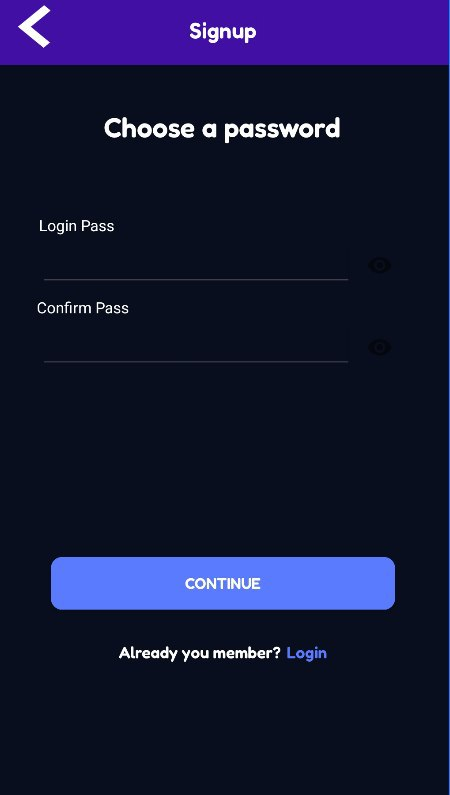 Signup
Choose a password
Login Pass
Confirm Pass
CONTINUE
Already you member? Login